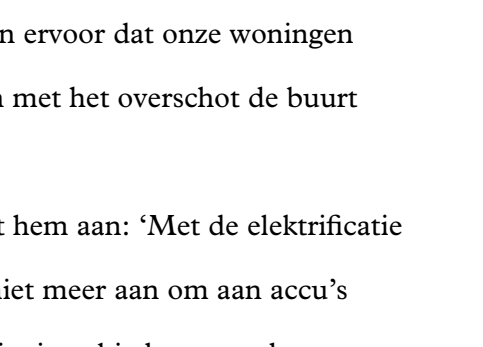 ervoor dat onze woningen
met het overschot de buurt
hem aan: ‘Met de elektrificatie
meer aan om aan accu’s